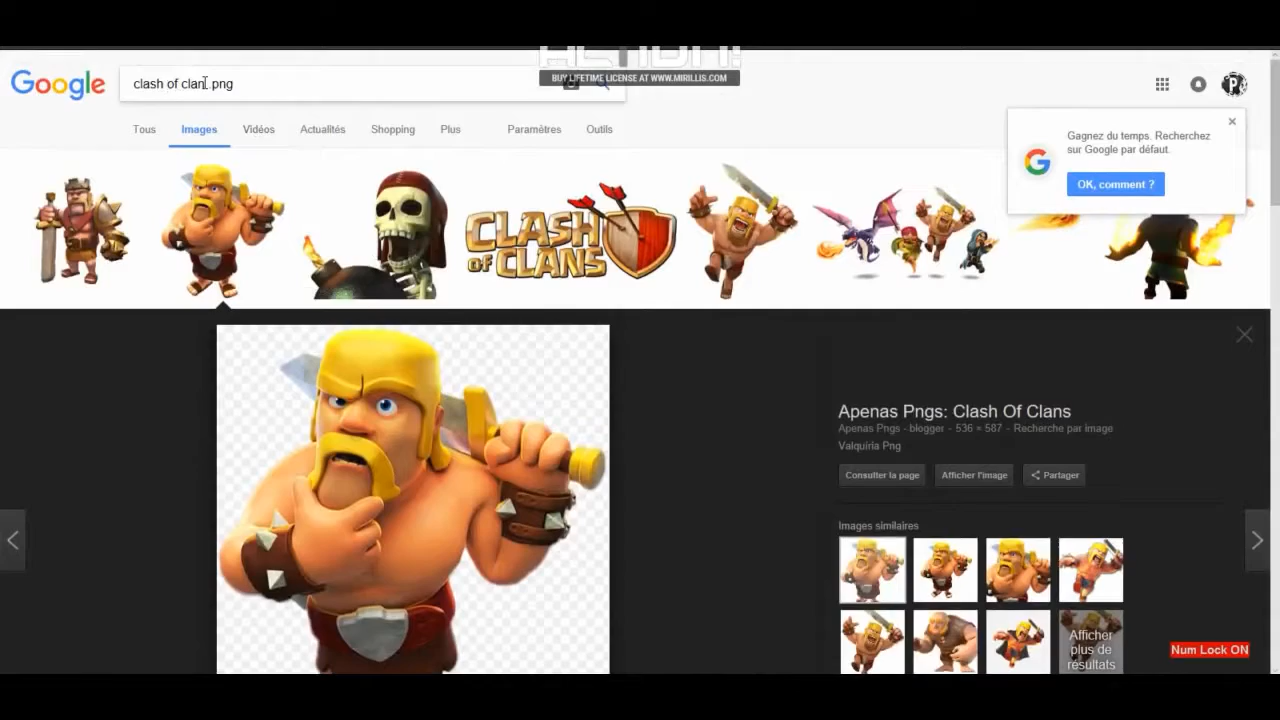 ACTION!
BUY LIFETIME LICENSE AT WWW.MIRILLIS.COM
Google
clash of clan .png
Tous Images Vidéos Actualités Shopping Plus Paramètres Outils
Gagnez du temps. Recherchez
sur Google par défaut.
OK, comment ?
CLASH
OF CLANS
Apenas Pngs: Clash Of Clans
Apenas Pngs - blogger - 536 × 587 - Recherche par image
Valquíria Png
Consulter la page Afficher l'image Partager
Images similaires
Afficher
plus de
résultats
Num Lock ON